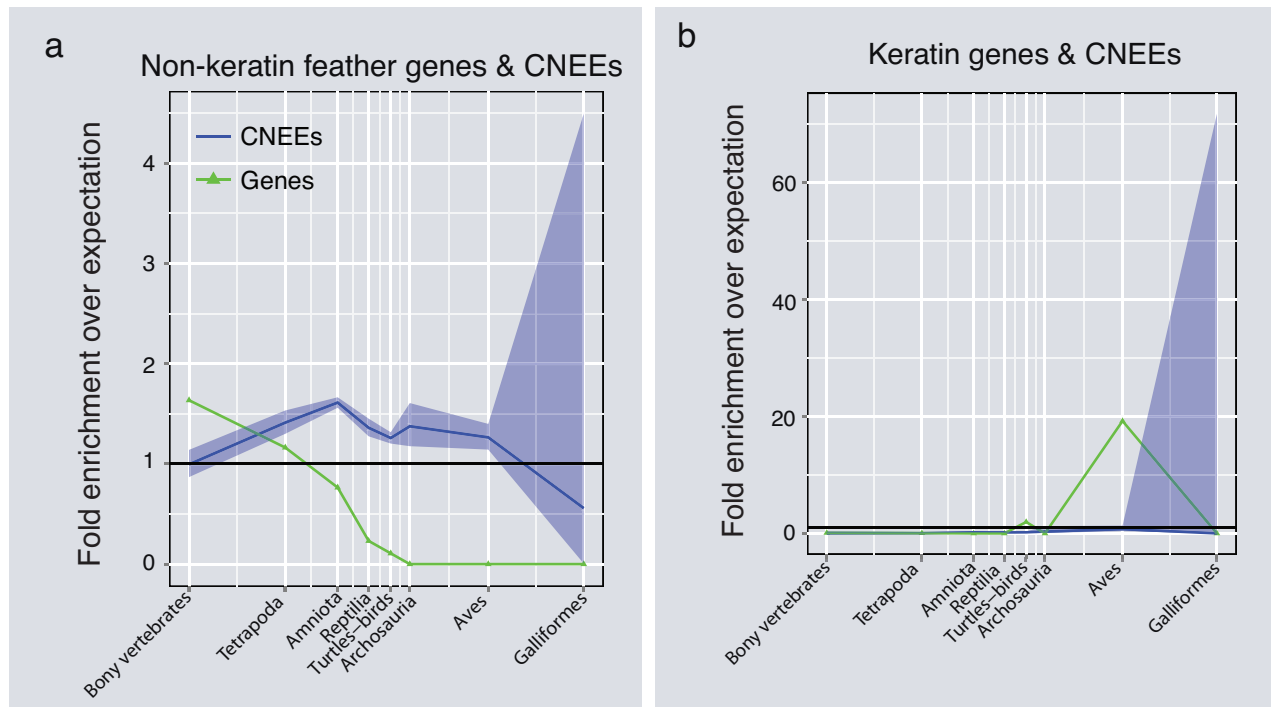 a
Non-keratin feather genes & CNEEs
Fold enrichment over expectation
CNEEs
Genes
4
3
2
1
0
Bony vertebrates
Tetrapoda
Amniota
Reptilia
Turtles–birds
Archosauria
Aves
Galliformes
b
Keratin genes & CNEEs
Fold enrichment over expectation
60
40
20
0
Bony vertebrates
Tetrapoda
Amniota
Reptilia
Turtles–birds
Archosauria
Aves
Galliformes